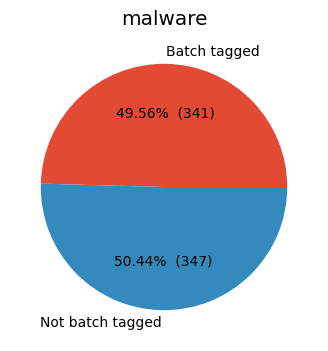 malware
Batch tagged
49.56%  (341)
50.44%  (347)
Not batch tagged